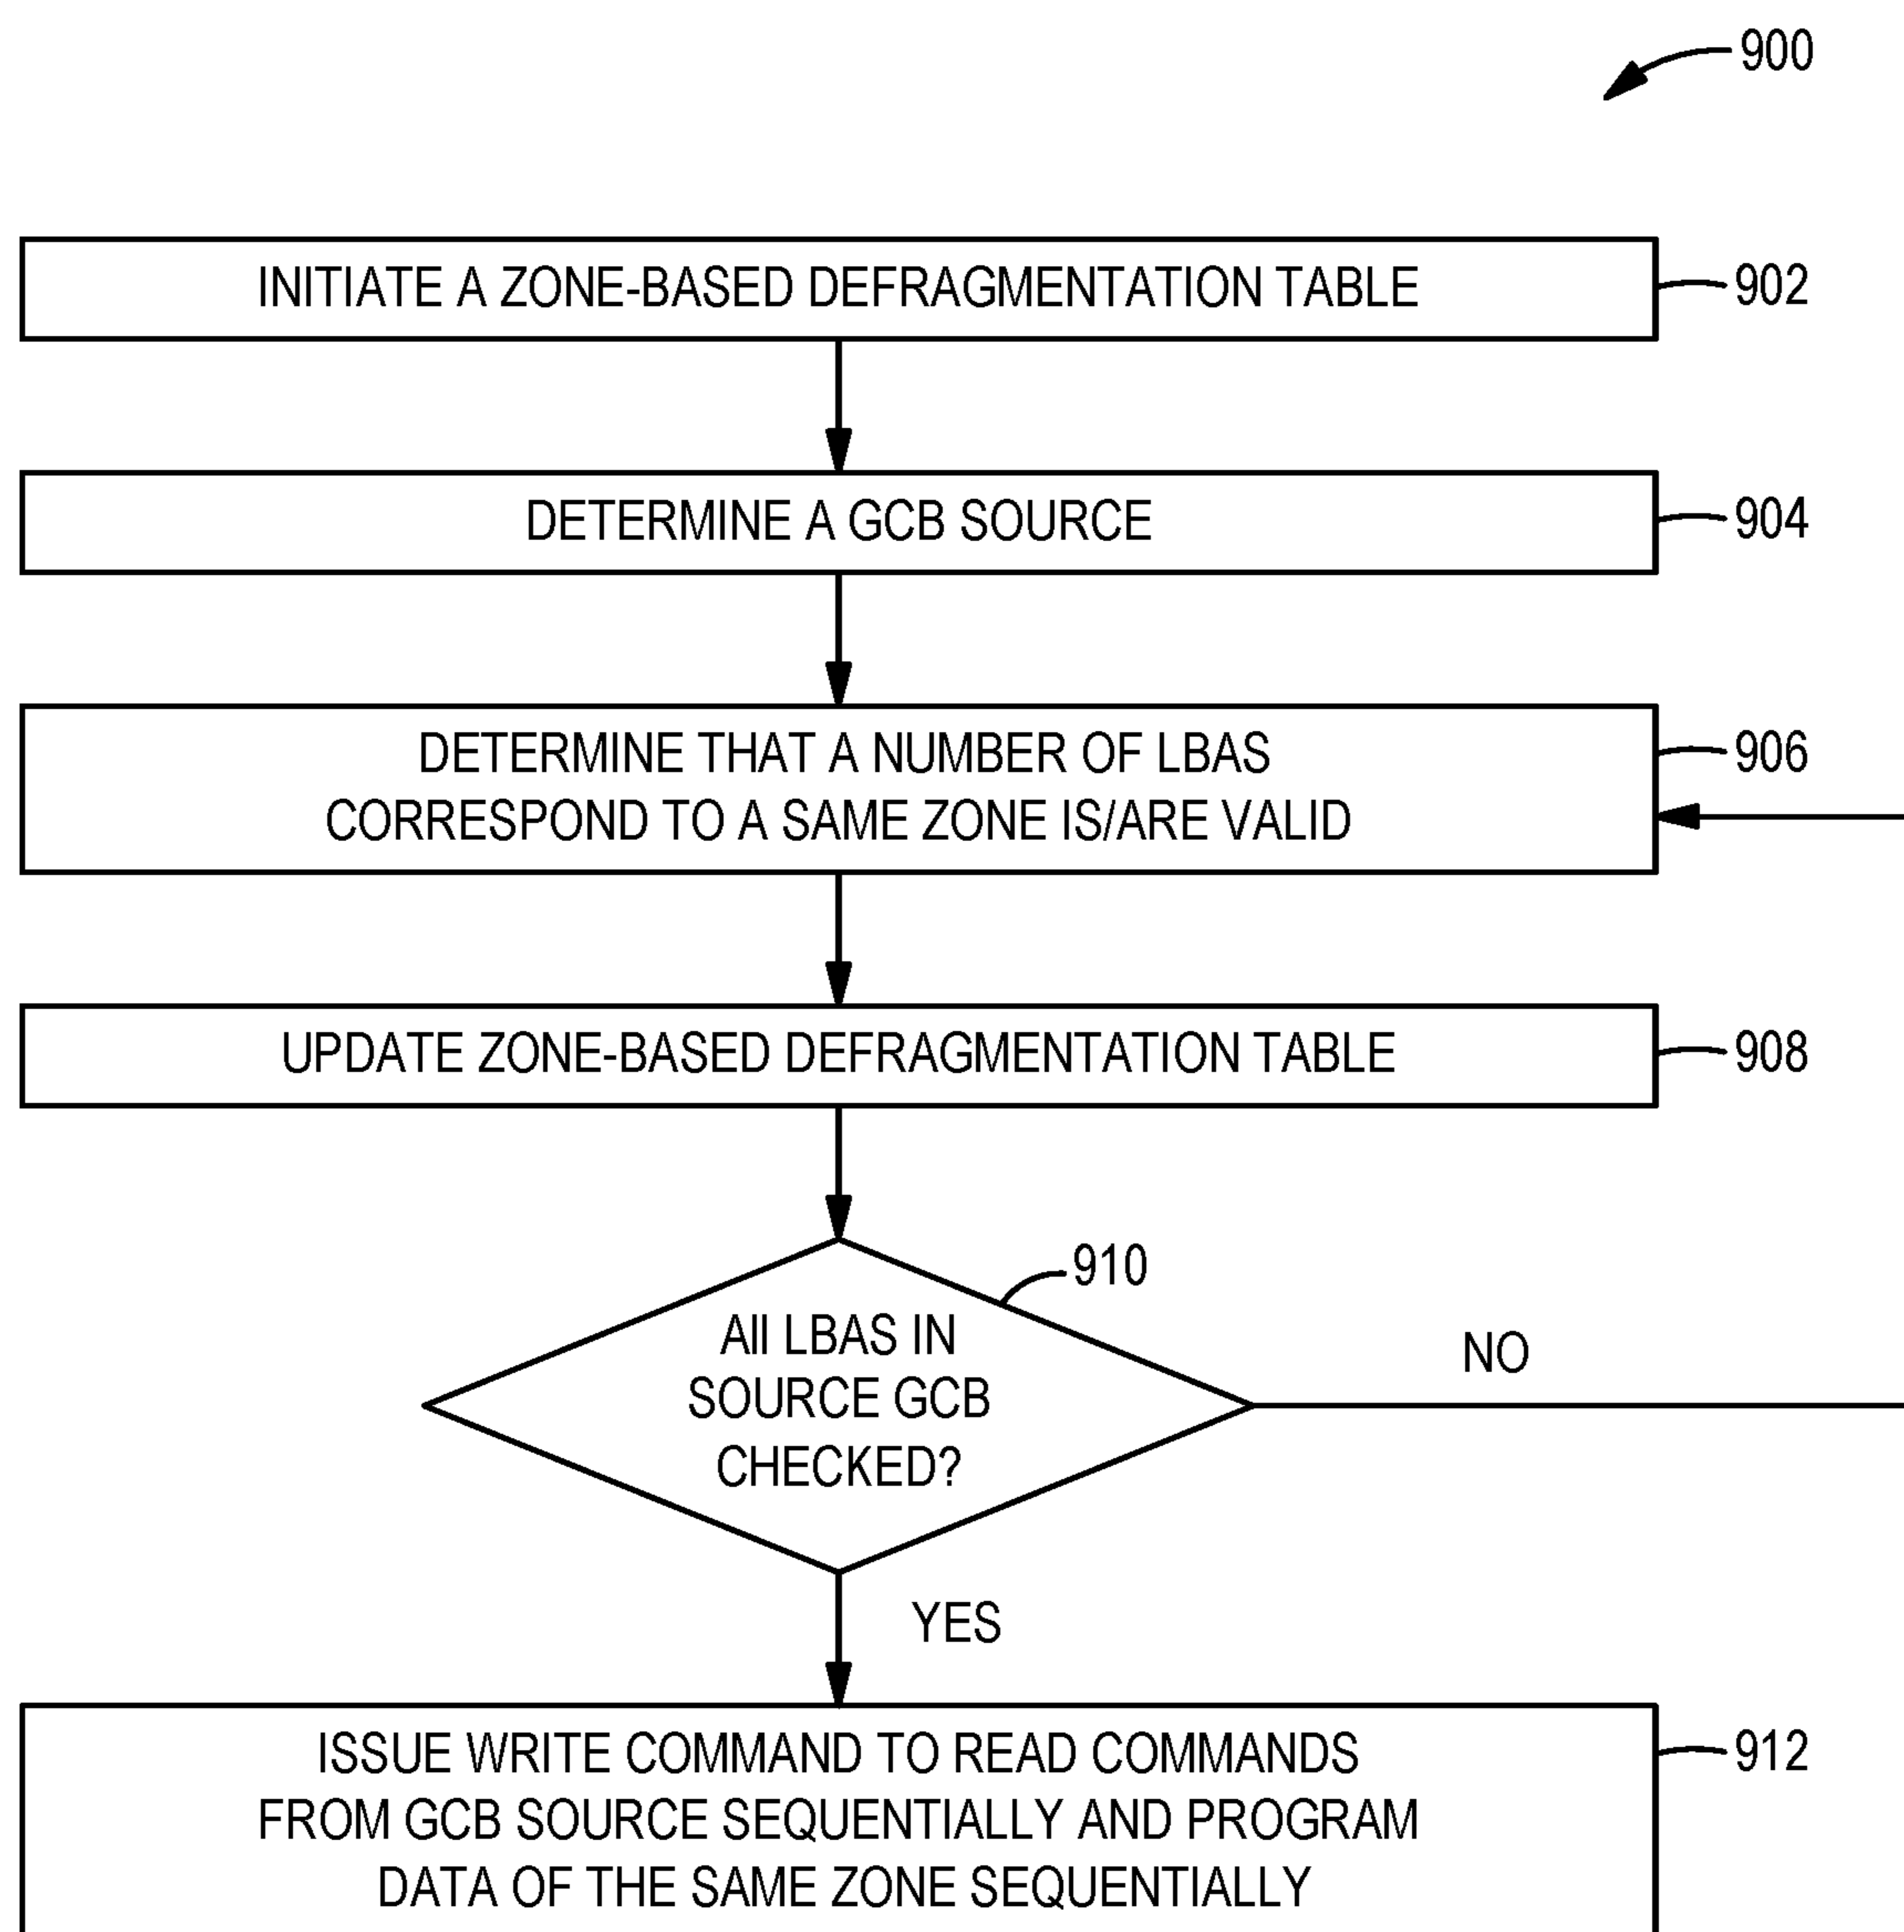 900
INITIATE A ZONE-BASED DEFRAGMENTATION TABLE
902
DETERMINE A GCB SOURCE
904
DETERMINE THAT A NUMBER OF LBAS
CORRESPOND TO A SAME ZONE IS/ARE VALID
906
UPDATE ZONE-BASED DEFRAGMENTATION TABLE
908
910
All LBAS IN
SOURCE GCB
CHECKED?
NO
YES
ISSUE WRITE COMMAND TO READ COMMANDS
FROM GCB SOURCE SEQUENTIALLY AND PROGRAM
DATA OF THE SAME ZONE SEQUENTIALLY
912